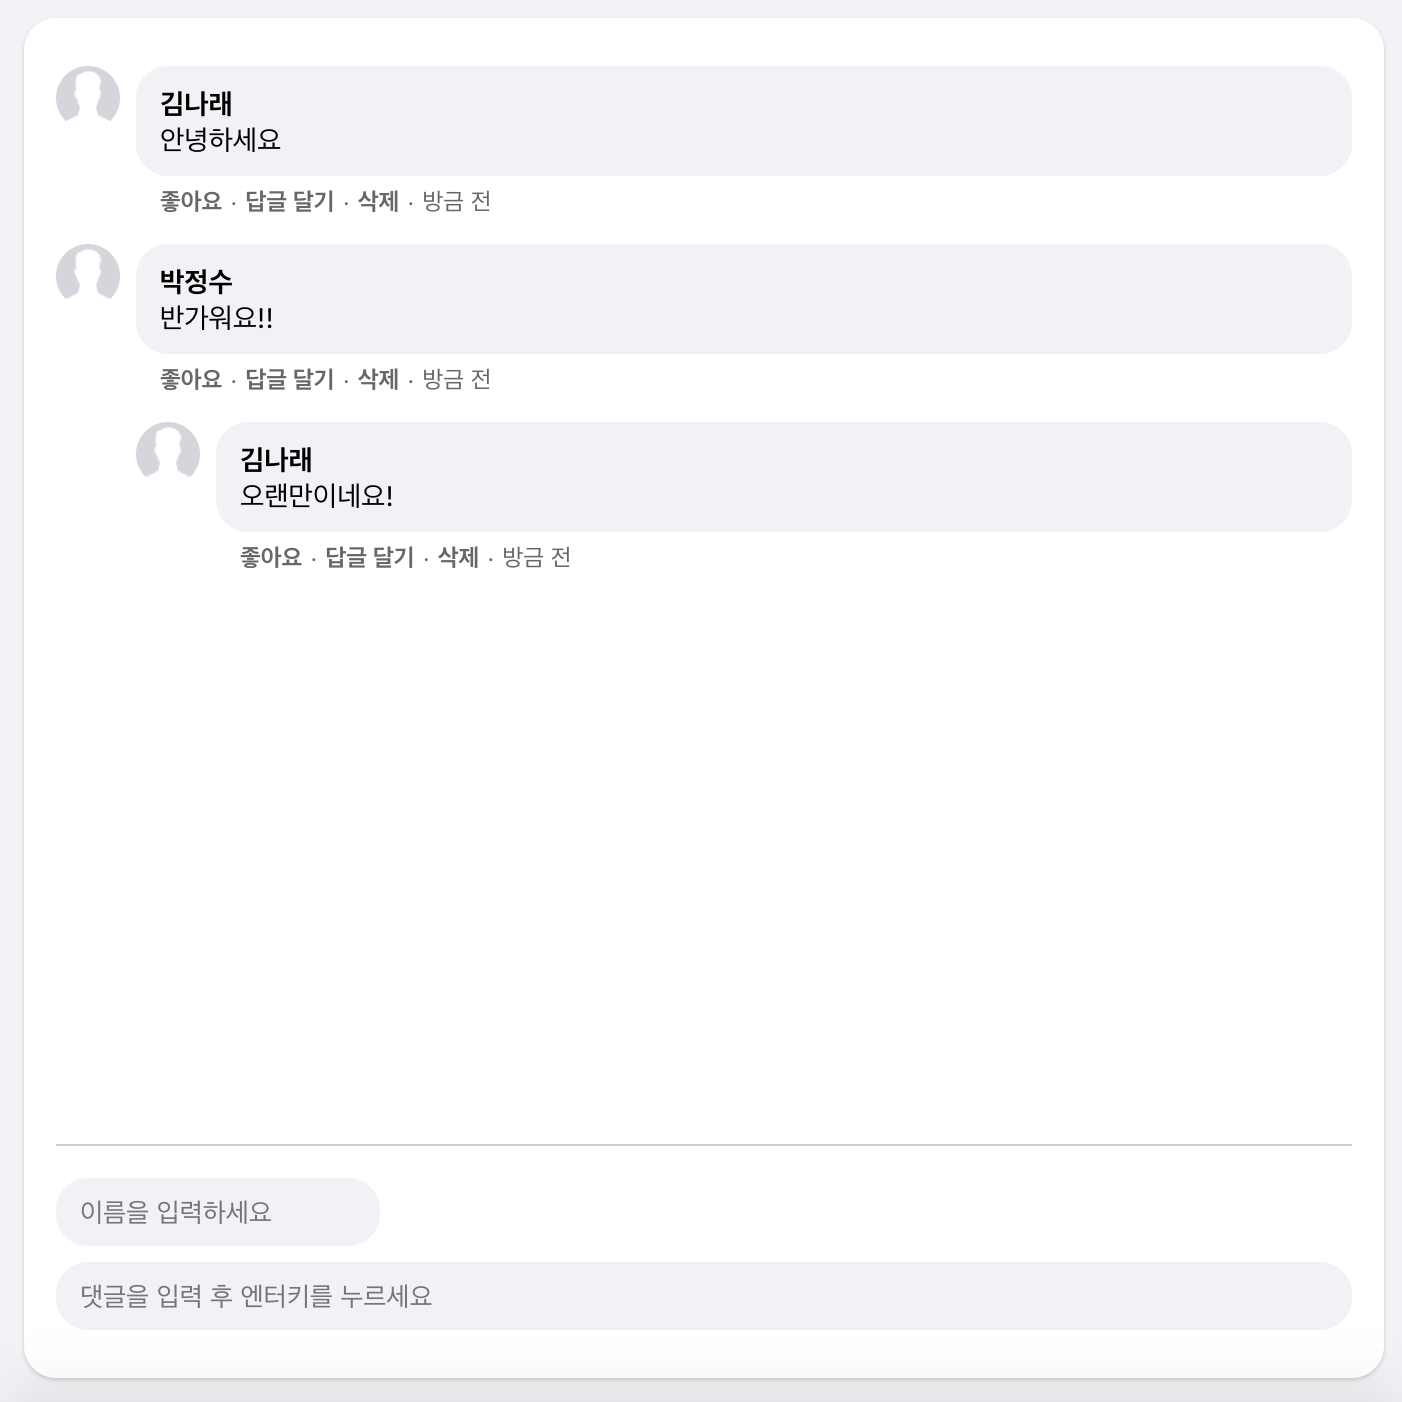 김나래
안녕하세요
좋아요 · 답글 달기 · 삭제 · 방금 전
박정수
반가워요!!
좋아요 · 답글 달기 · 삭제 · 방금 전
김나래
오랜만이네요!
좋아요 · 답글 달기 · 삭제 · 방금 전
이름을 입력하세요
댓글을 입력 후 엔터키를 누르세요